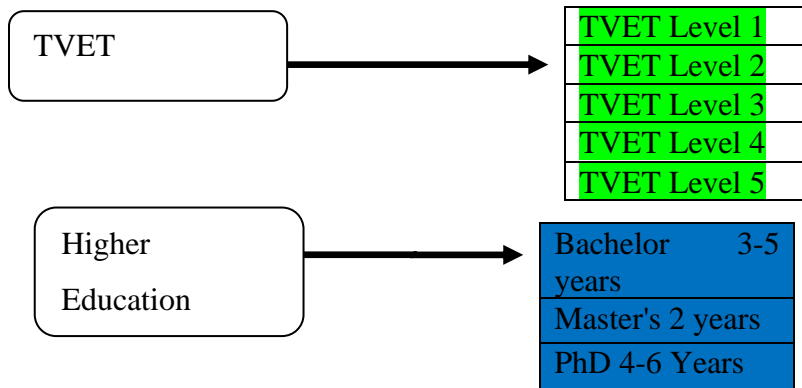 TVET
TVET Level 1
TVET Level 2
TVET Level 3
TVET Level 4
TVET Level 5
Higher
Education
Bachelor 3-5
years
Master's 2 years
PhD 4-6 Years